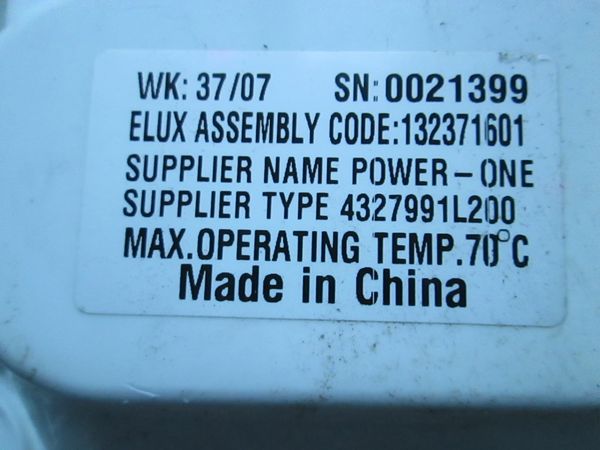 WK: 37/07 SN:0021399
ELUX ASSEMBLY CODE:132371601
SUPPLIER NAME POWER-ONE
SUPPLIER TYPE 4327991L200
MAX.OPERATING TEMP.70°C
Made in China